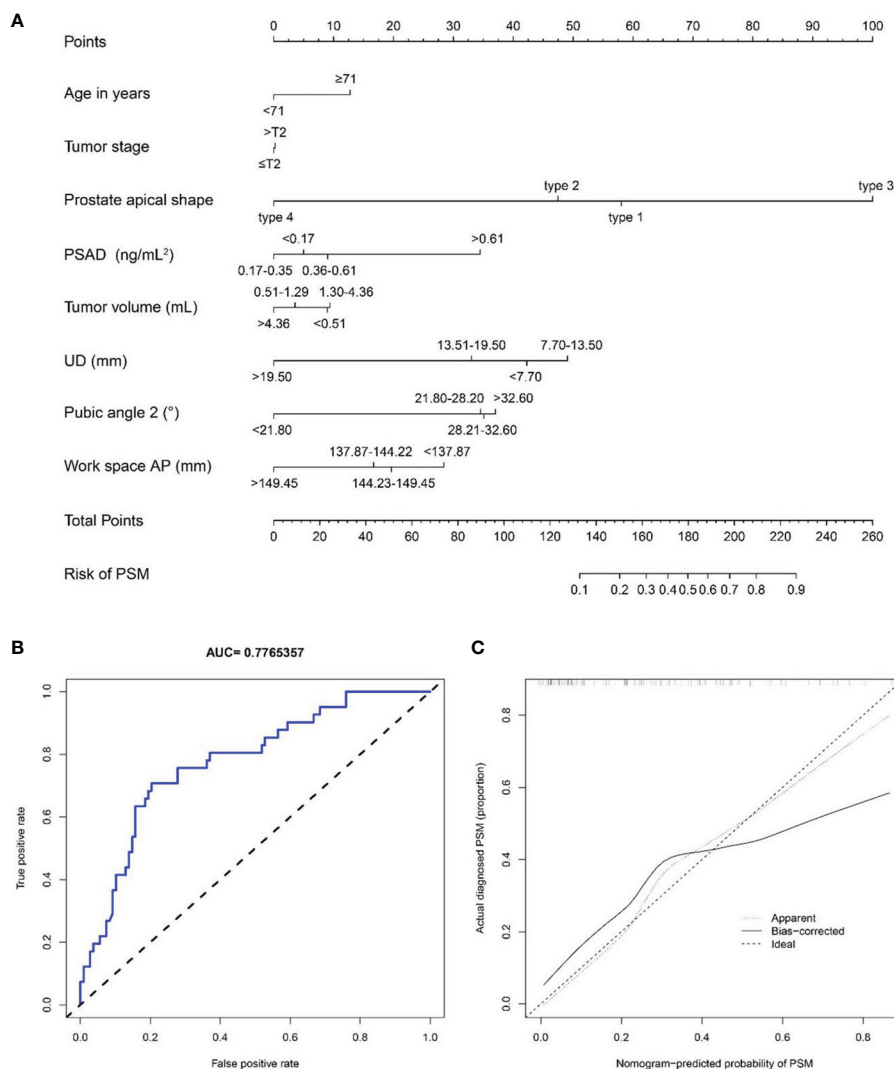 A
Points
0 10 20 30 40 50 60 70 80 90 100
≥71
Age in years
<71
>T2
Tumor stage
≤T2
type 2 type 3
Prostate apical shape
type 4 type 1
<0.17 >0.61
PSAD (ng/mL²)
0.17-0.35 0.36-0.61
0.51-1.29 1.30-4.36
Tumor volume (mL)
>4.36 <0.51
13.51-19.50 7.70-13.50
UD (mm)
>19.50 <7.70
21.80-28.20 >32.60
Pubic angle 2 (°)
<21.80 28.21-32.60
137.87-144.22 <137.87
Work space AP (mm)
>149.45 144.23-149.45
Total Points
0 20 40 60 80 100 120 140 160 180 200 220 240 260
Risk of PSM
0.1 0.2 0.3 0.4 0.5 0.6 0.7 0.8 0.9
B
AUC= 0.7765357
True positive rate
1.0
0.8
0.6
0.4
0.2
0.0
0.0 0.2 0.4 0.6 0.8 1.0
False positive rate
C
Actual diagnosed PSM (proportion)
0.8
0.6
0.4
0.2
0.0
Apparent
Bias−corrected
Ideal
0.0 0.2 0.4 0.6 0.8
Nomogram−predicted probability of PSM